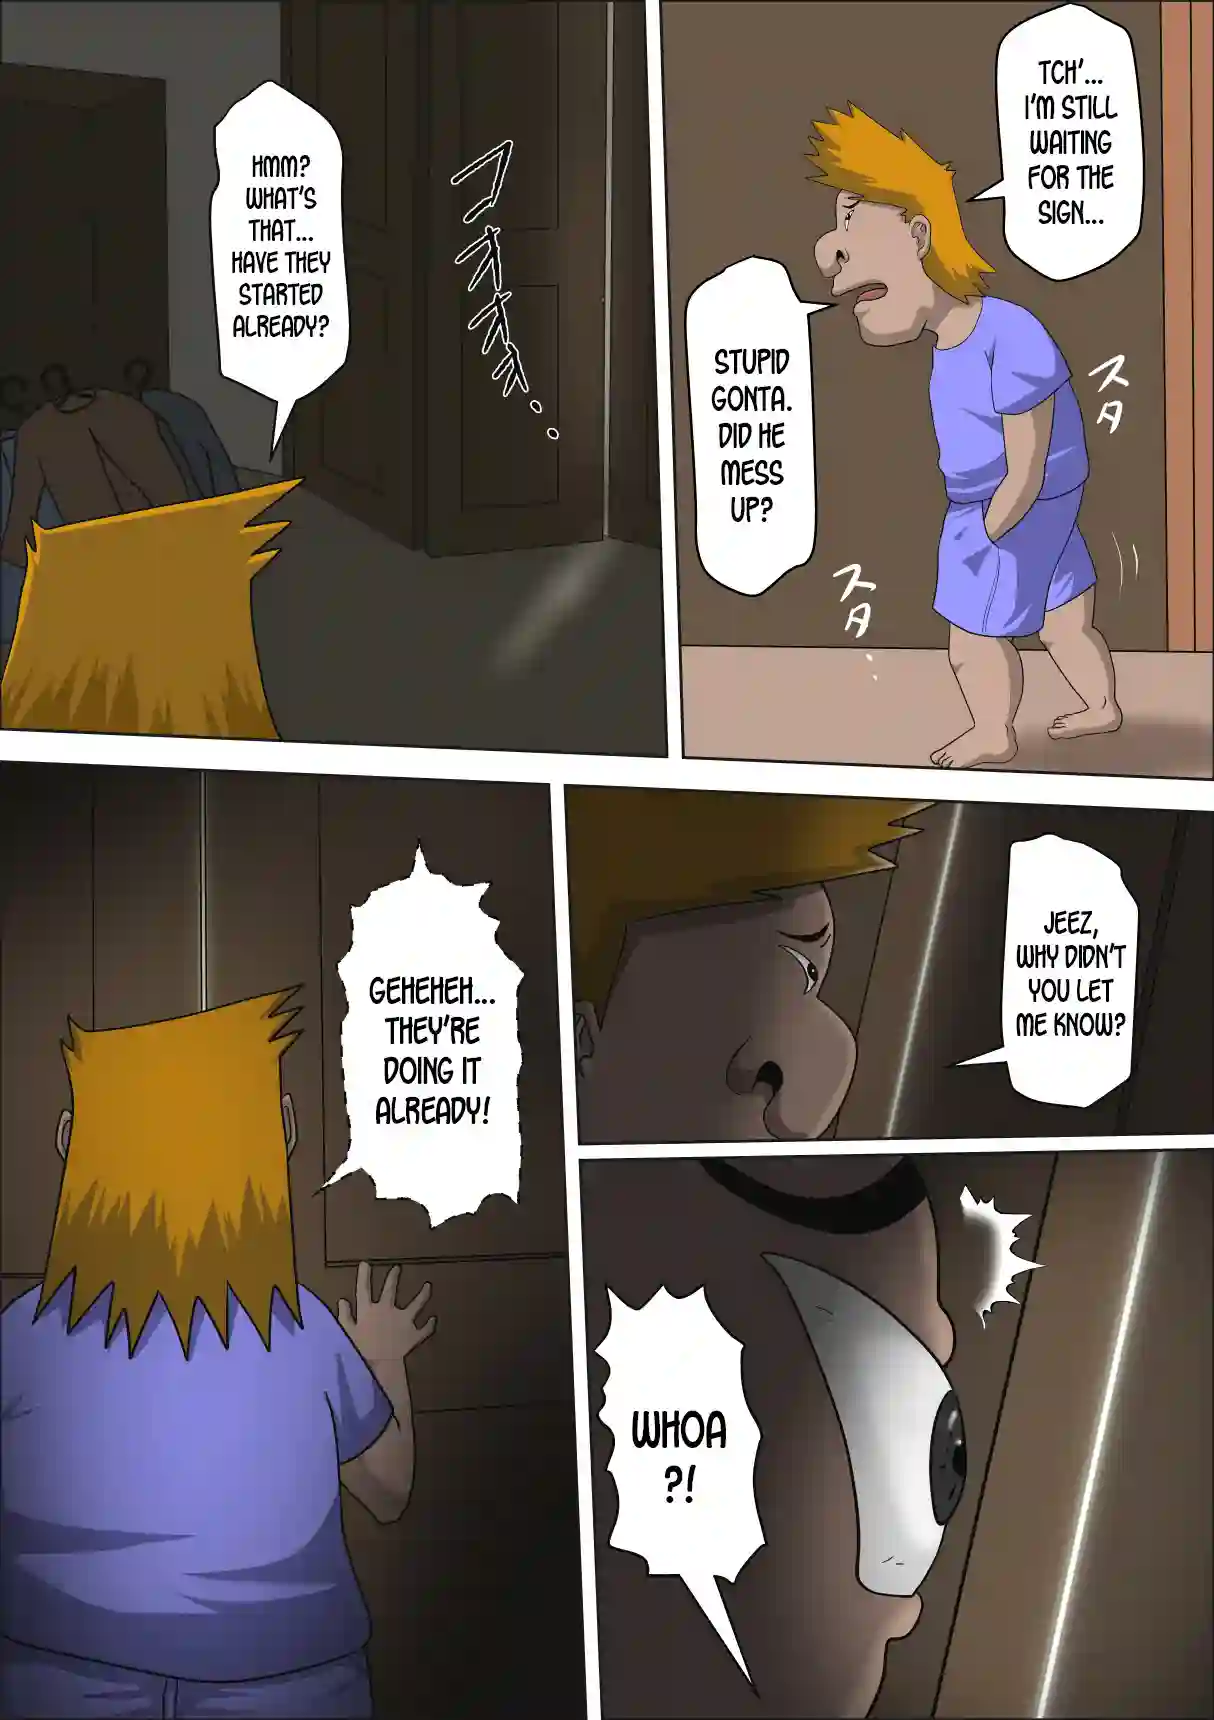 TCH'...
I'M STILL
WAITING
FOR THE
SIGN...
STUPID
GONTA.
DID HE
MESS
UP?
スタ
スタ...
HMM?
WHAT'S
THAT...
HAVE THEY
STARTED
ALREADY?
コオオオオ。。
JEEZ,
WHY DIDN'T
YOU LET
ME KNOW?
GEHEHEH...
THEY'RE
DOING IT
ALREADY!
WHOA
?!